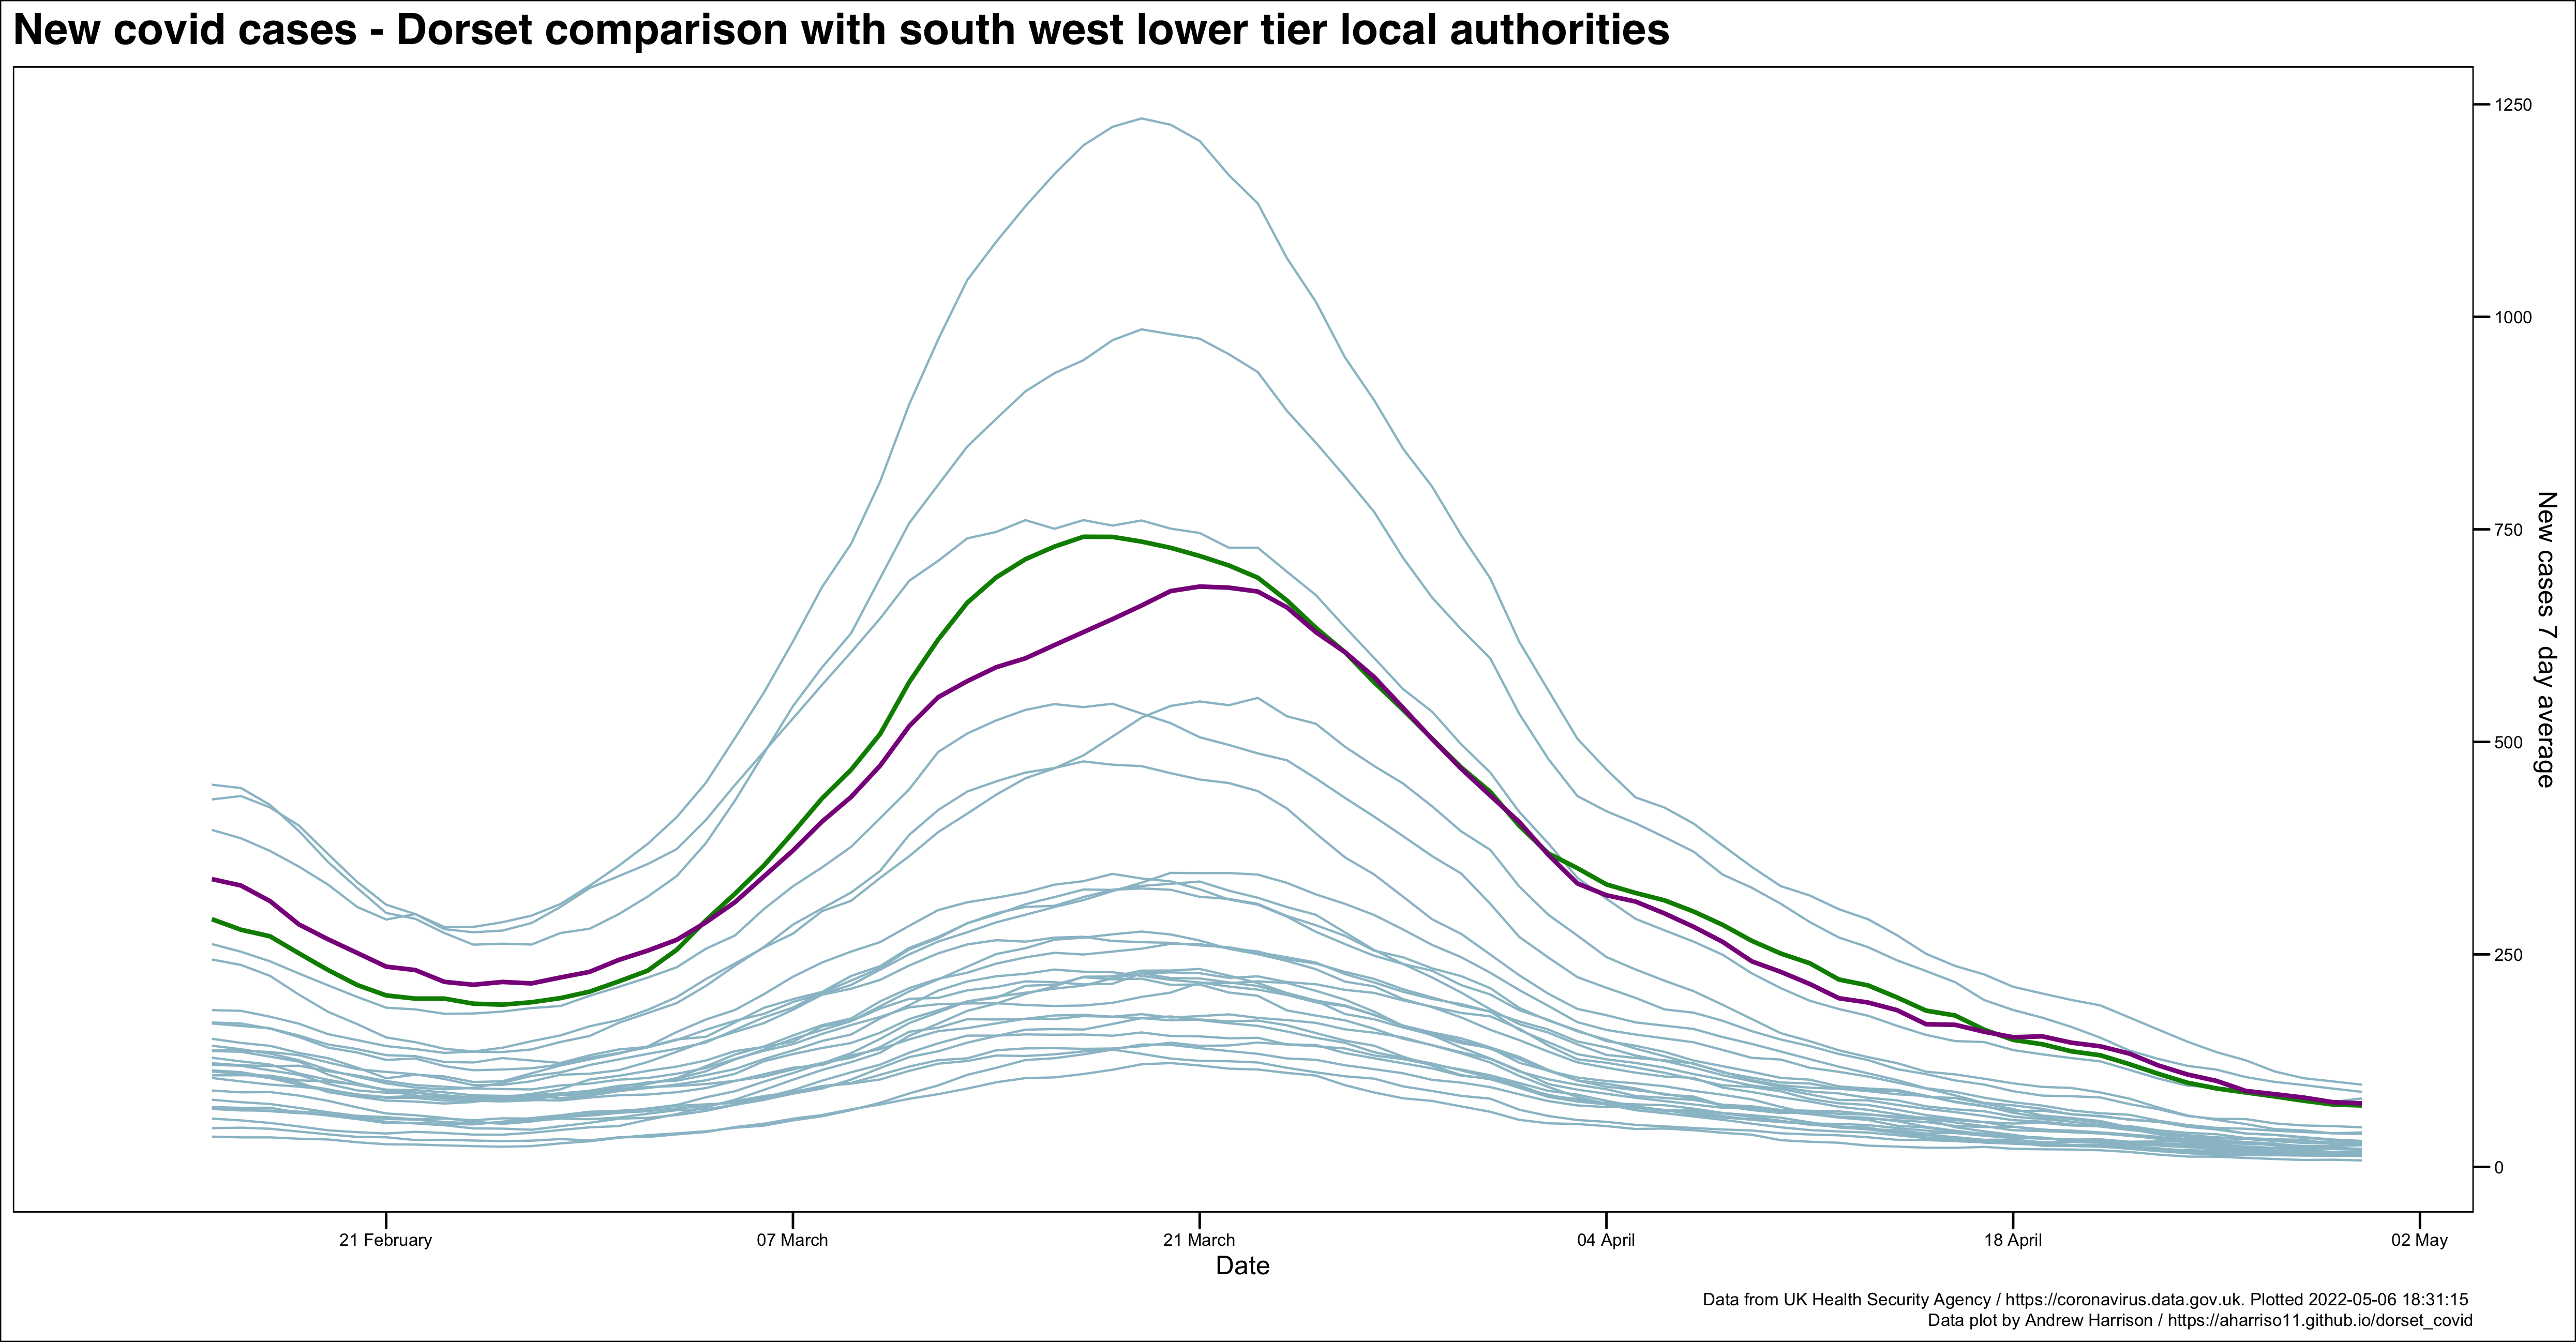 New covid cases - Dorset comparison with south west lower tier local authorities
1250
1000
750
500
250
0
New cases 7 day average
21 February
07 March
21 March
04 April
18 April
02 May
Date
Data from UK Health Security Agency / https://coronavirus.data.gov.uk. Plotted 2022-05-06 18:31:15
Data plot by Andrew Harrison / https://aharriso11.github.io/dorset_covid